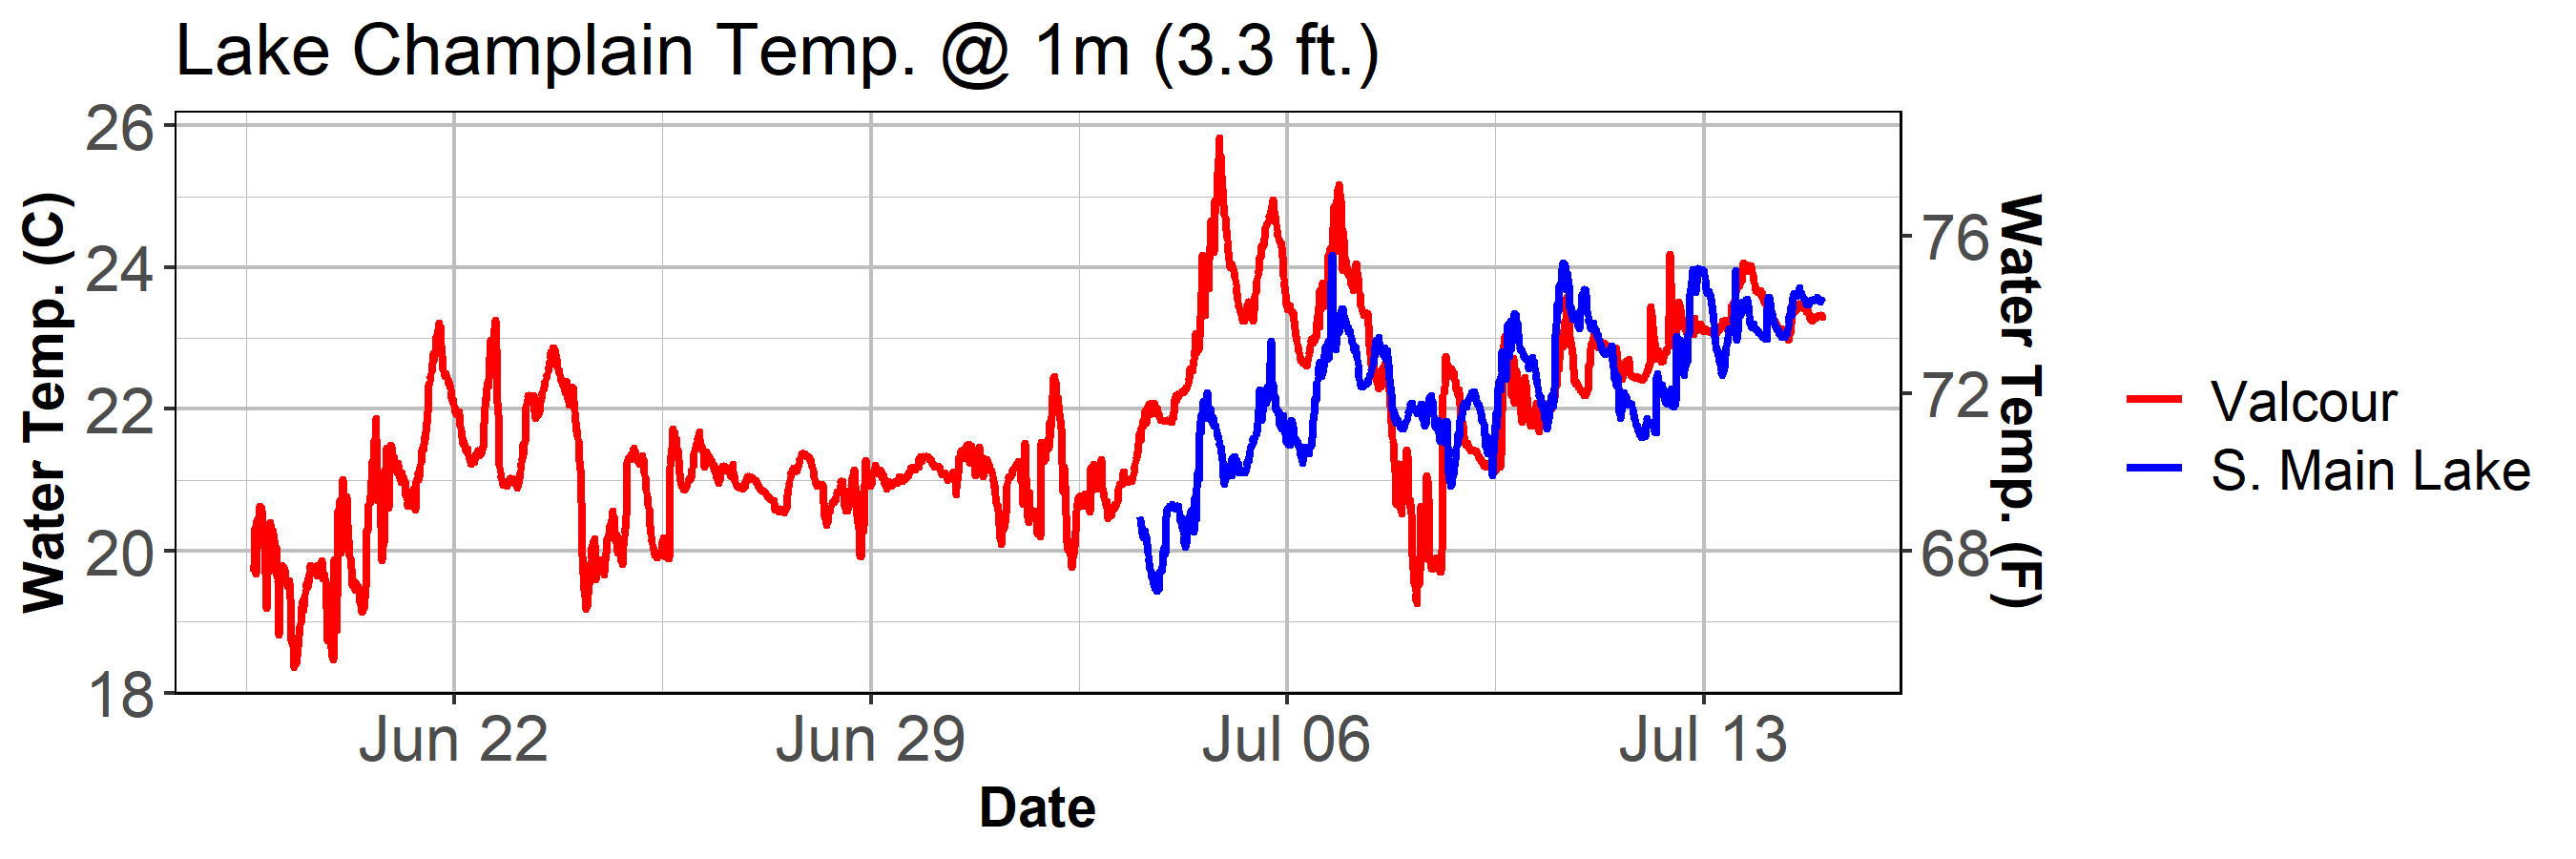 Lake Champlain Temp. @ 1m (3.3 ft.)
Water Temp. (C)
26
24
22
20
18
76
72
68
Water Temp. (F)
Jun 22 Jun 29 Jul 06 Jul 13
Date
Valcour
S. Main Lake